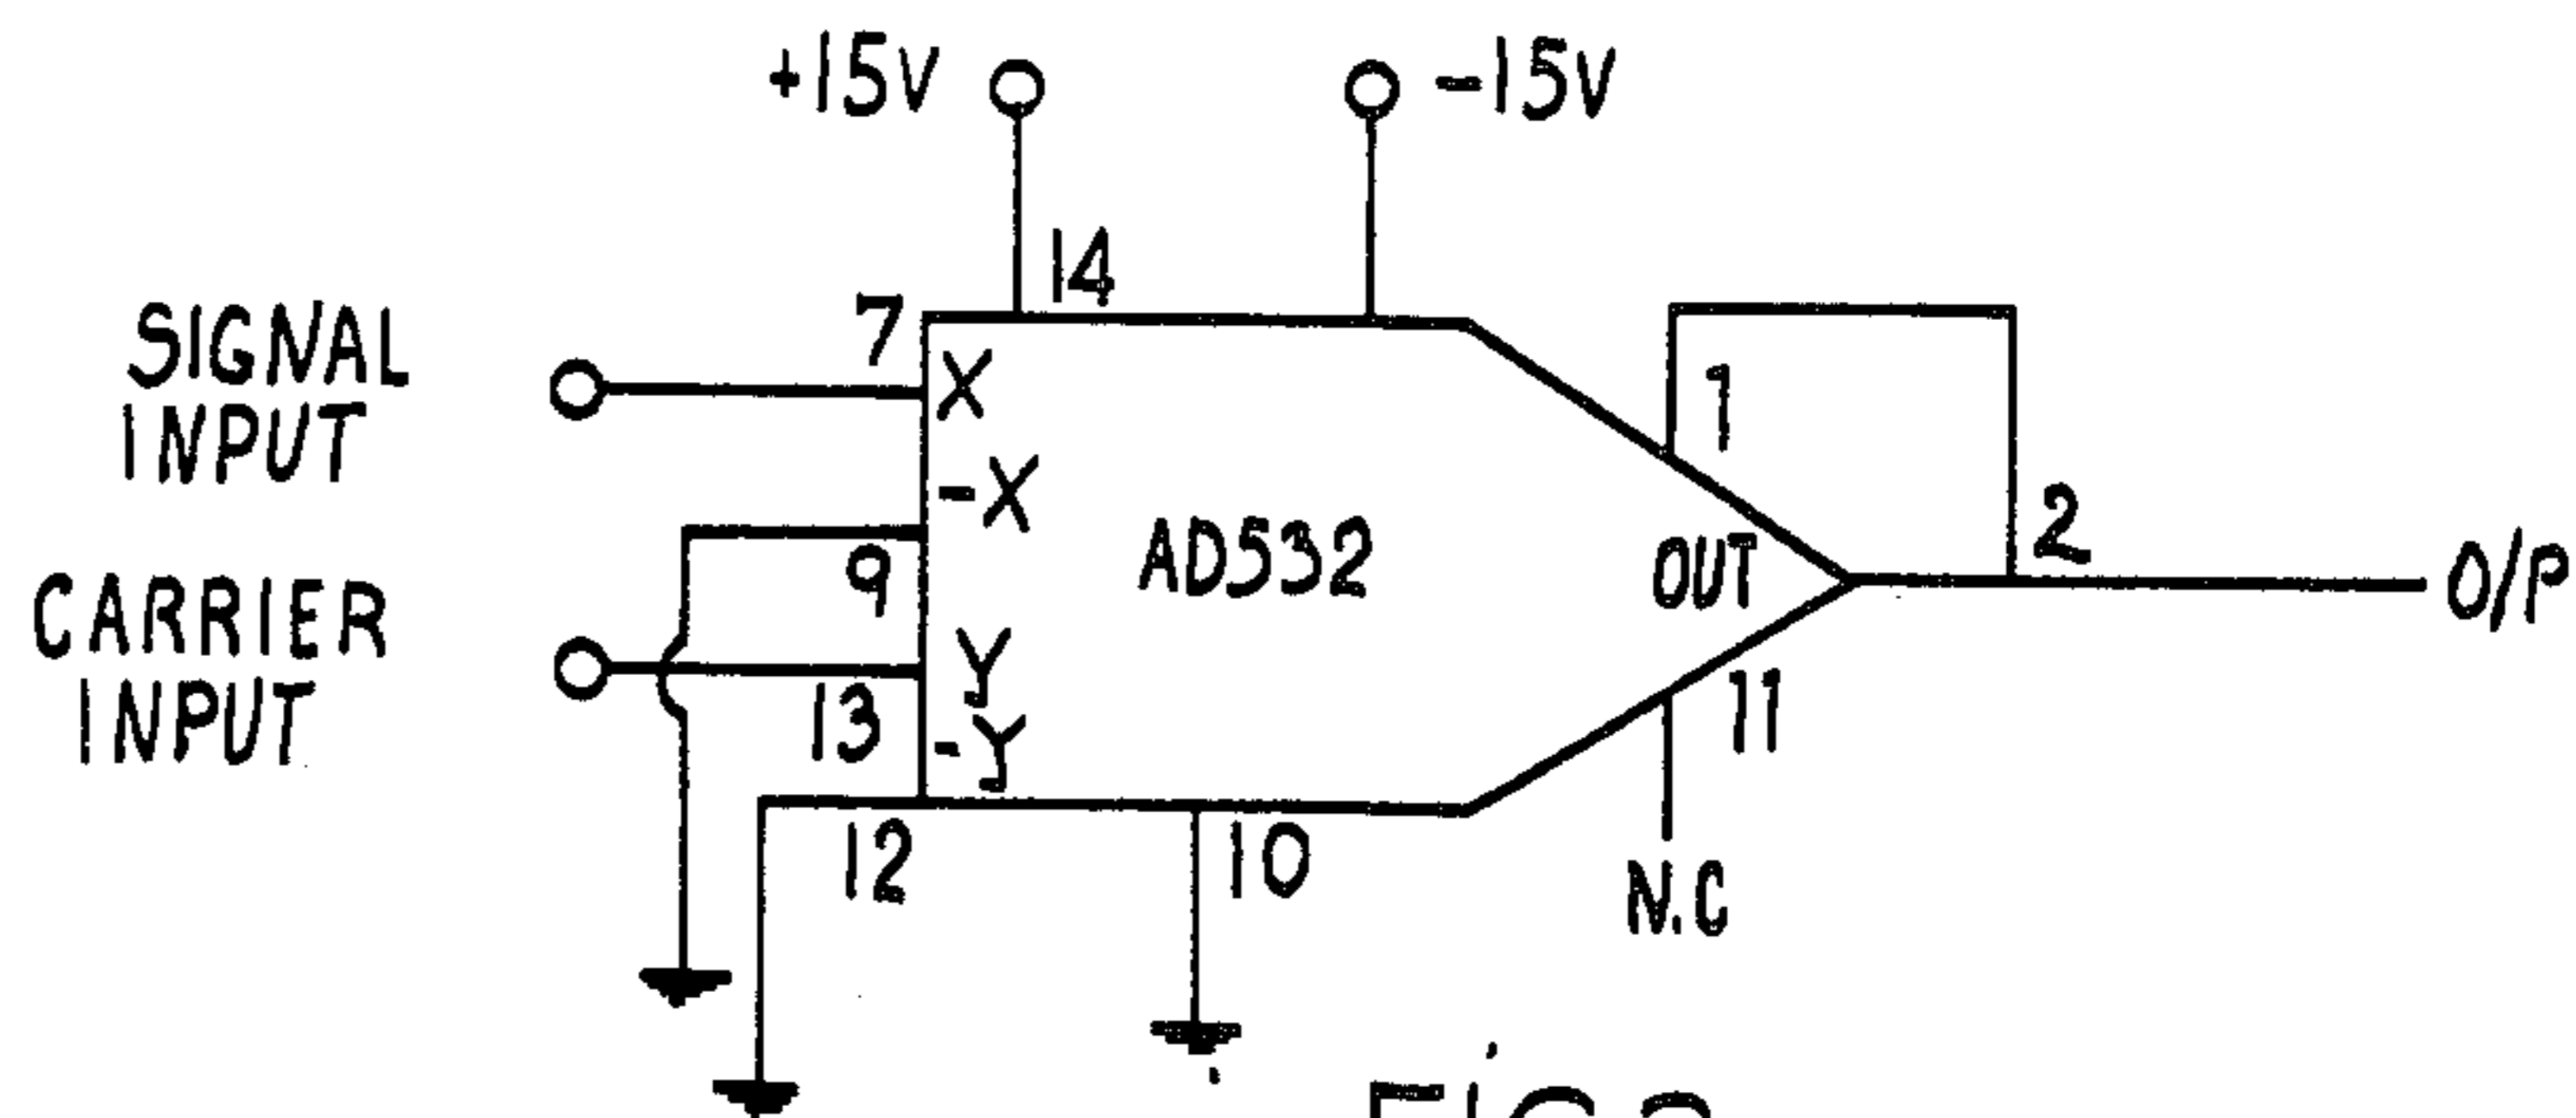 +15V
-15V
14
7
SIGNAL
INPUT
X
1
-X
2
AD532
OUT
O/P
9
CARRIER
INPUT
Y
13
11
-Y
12
10
N.C